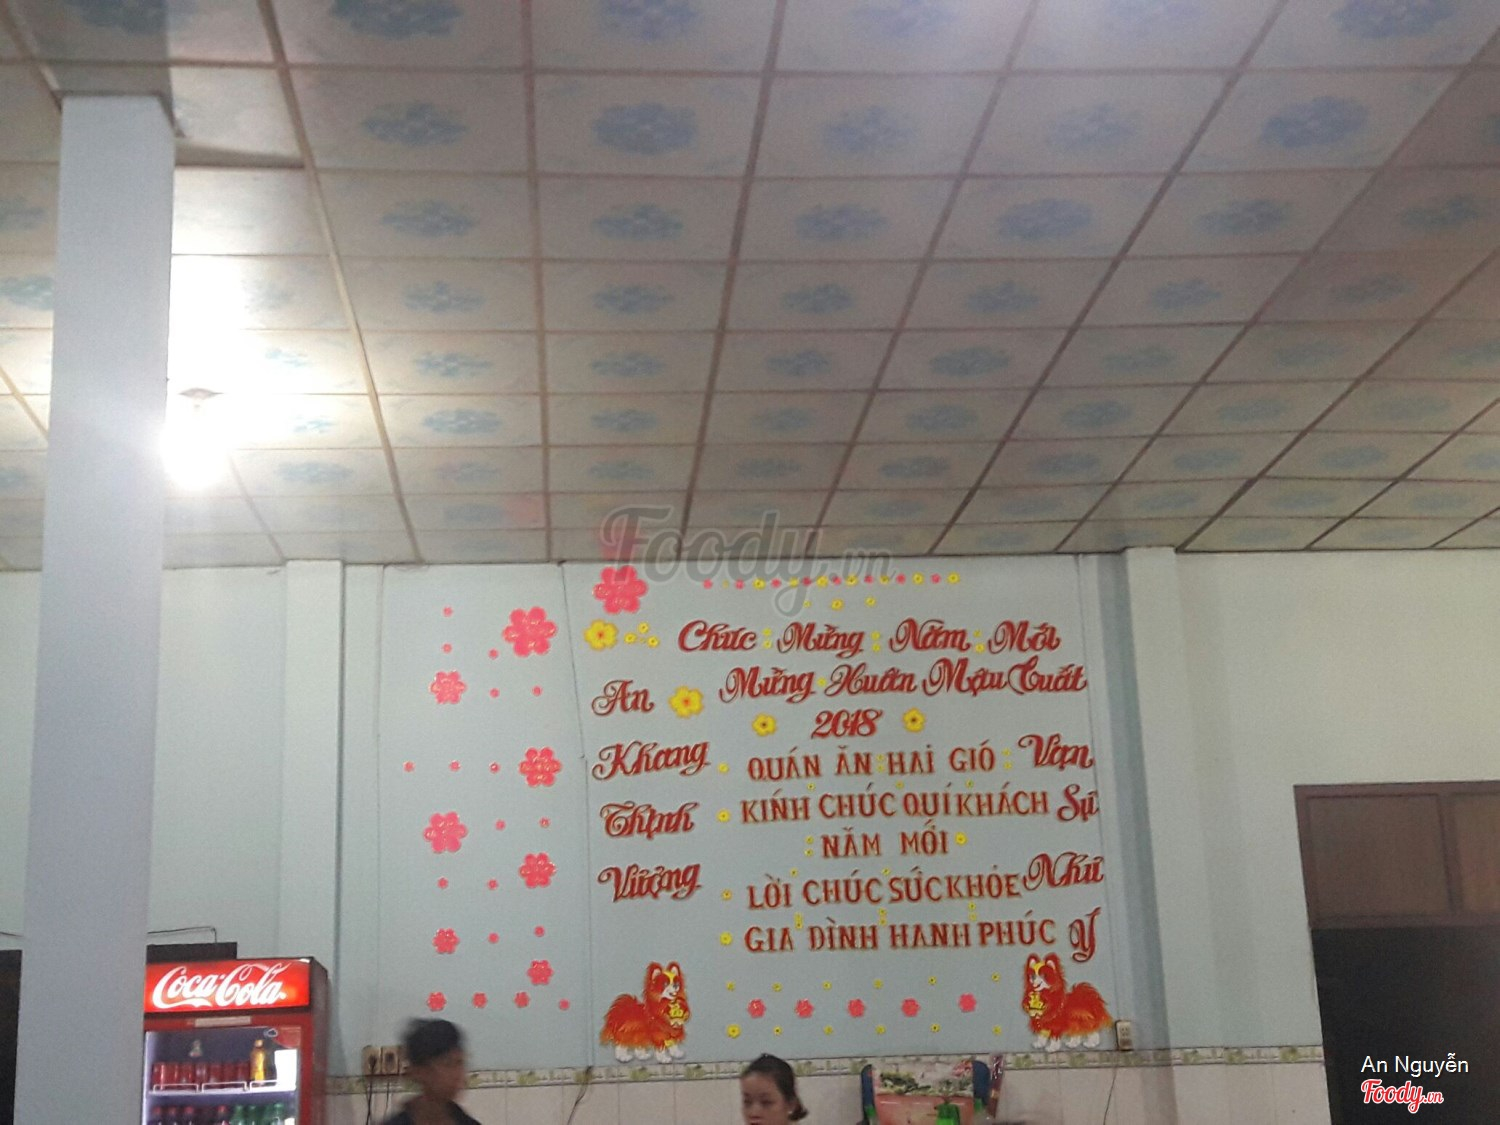 Foody.vn
Chúc Mừng Năm Mới
Mừng Xuân Mậu Tuất
2018
An
Khang
Thịnh
Vượng
QUÁN ĂN HAI GIÓ
KÍNH CHÚC QUÍ KHÁCH
NĂM MỚI
LỜI CHÚC SỨC KHỎE
GIA ĐÌNH HANH PHÚC
Vạn
Sự
Như
Ý
Coca-Cola
An Nguyễn
Foody.vn